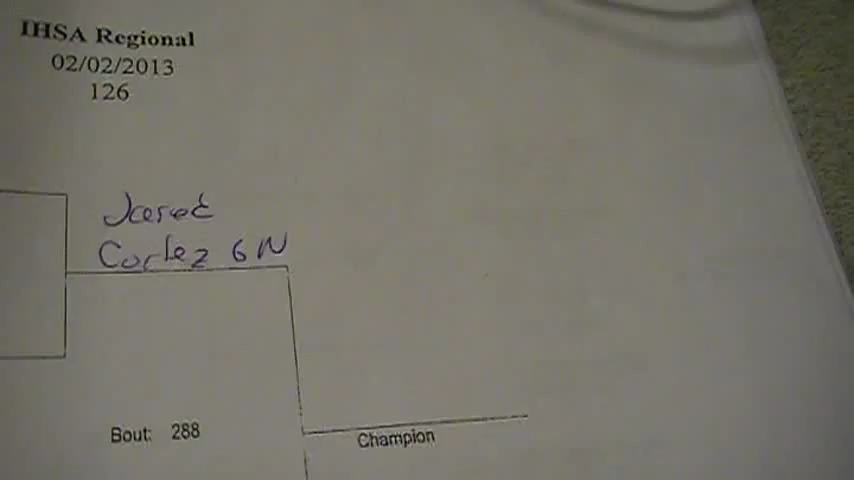 IHSA Regional
02/02/2013
126
Jared
Cortez GN
Bout: 288
Champion